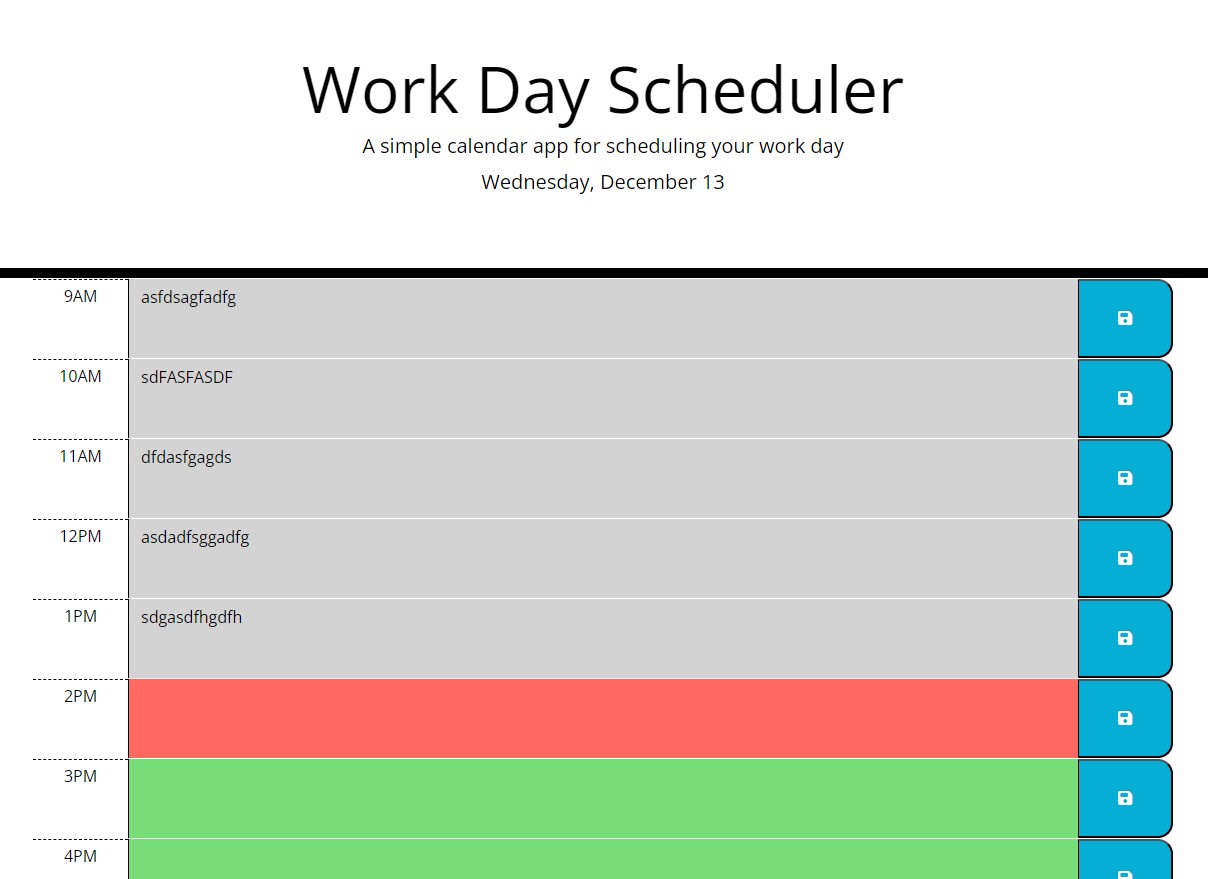 Work Day Scheduler
A simple calendar app for scheduling your work day
Wednesday, December 13
9AM asfdsagfadfg
10AM sdFASFASDF
11AM dfdasfgagds
12PM asdadfsggadfg
1PM sdgasdfhgdfh
2PM
3PM
4PM